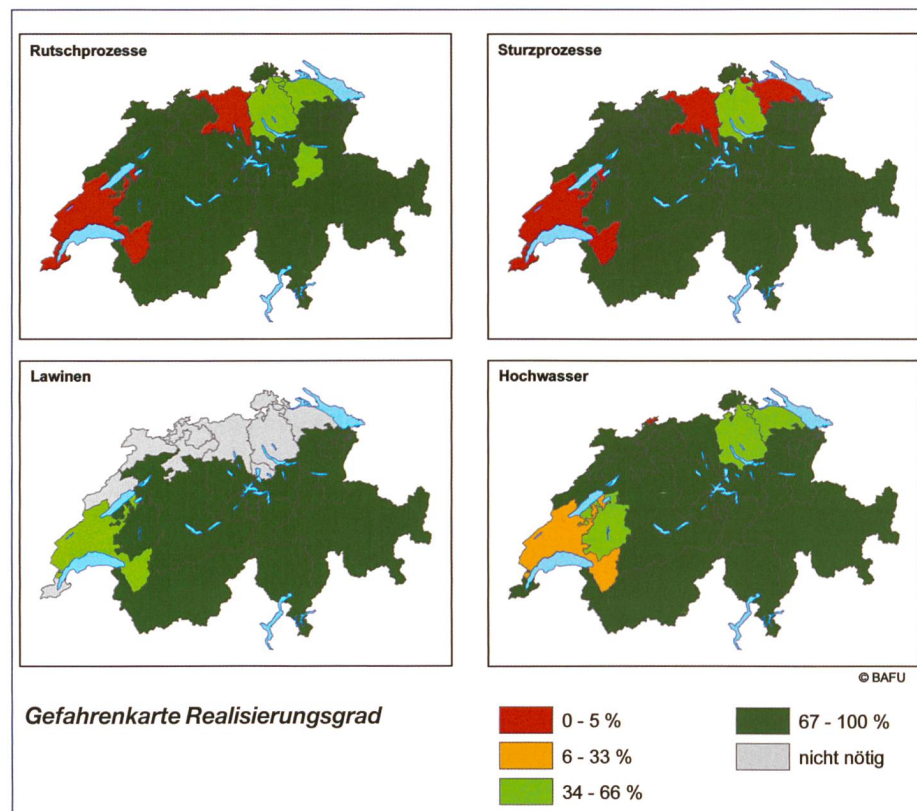 Rutschprozesse
Sturzprozesse
Lawinen
Hochwasser
© BAFU
Gefahrenkarte Realisierungsgrad
0 - 5 %
6 - 33 %
34 - 66 %
67 - 100 %
nicht nötig